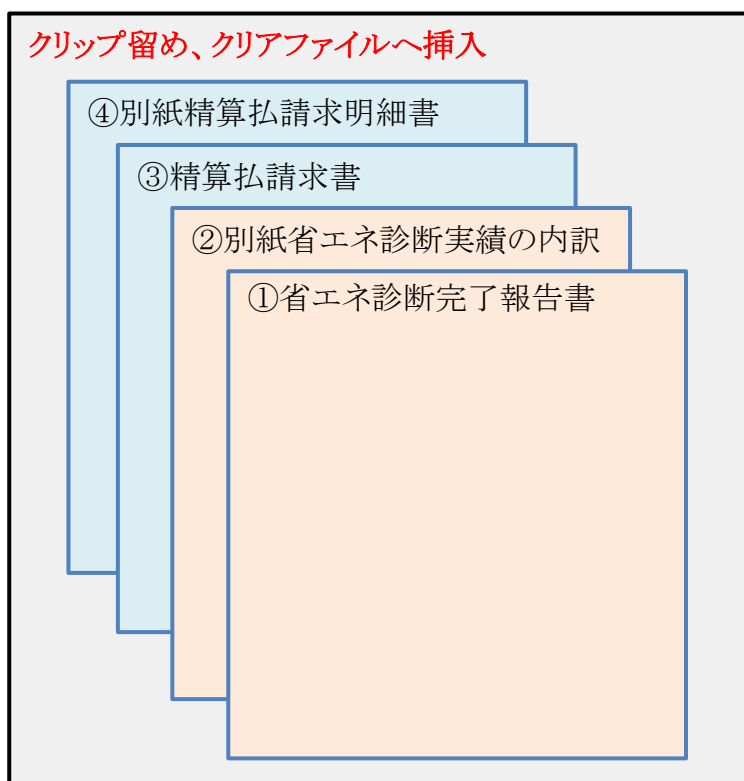 クリップ留め、クリアファイルへ挿入
④別紙精算払請求明細書
③精算払請求書
②別紙省エネ診断実績の内訳
①省エネ診断完了報告書